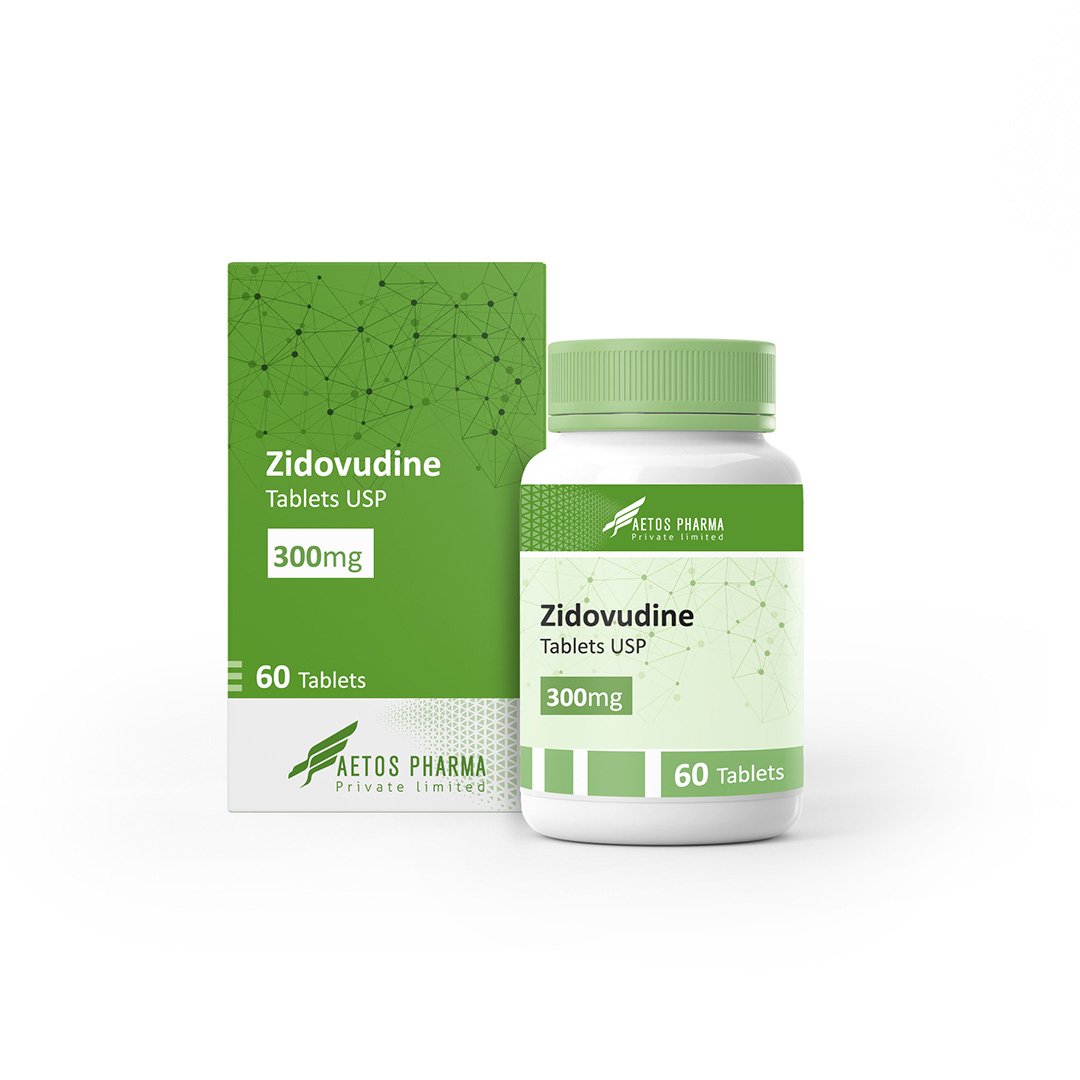 Zidovudine
Tablets USP
300mg
60 Tablets
AETOS PHARMA
Private limited
AETOS PHARMA
Private limited
Zidovudine
Tablets USP
300mg
60 Tablets